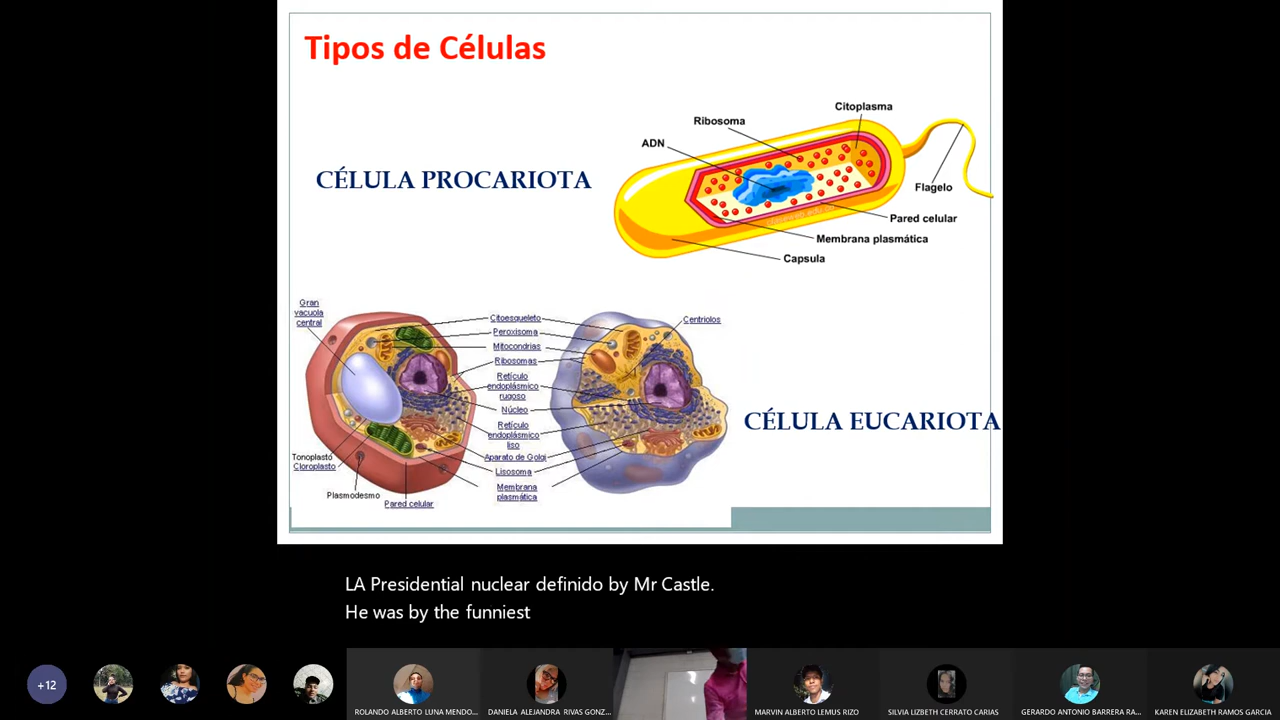 Tipos de Células
Citoplasma
Ribosoma
ADN
CÉLULA PROCARIOTA
Flagelo
Pared celular
Membrana plasmática
Capsula
Gran
vacuola
central
Citoesqueleto
Peroxisoma
Mitocondrias
Ribosomas
Retículo
endoplásmico
rugoso
Núcleo
Retículo
endoplásmico
liso
Aparato de Golgi
Lisosoma
Membrana
plasmática
Centriolos
CÉLULA EUCARIOTA
Tonoplasto
Cloroplasto
Plasmodesmo
Pared celular
LA Presidential nuclear definido by Mr Castle.
He was by the funniest
+12
ROLANDO ALBERTO LUNA MENDO...
DANIELA ALEJANDRA RIVAS GONZ...
MARVIN ALBERTO LEMUS RIZO
SILVIA LIZBETH CERRATO CARIAS
GERARDO ANTONIO BARRERA RA...
KAREN ELIZABETH RAMOS GARCIA